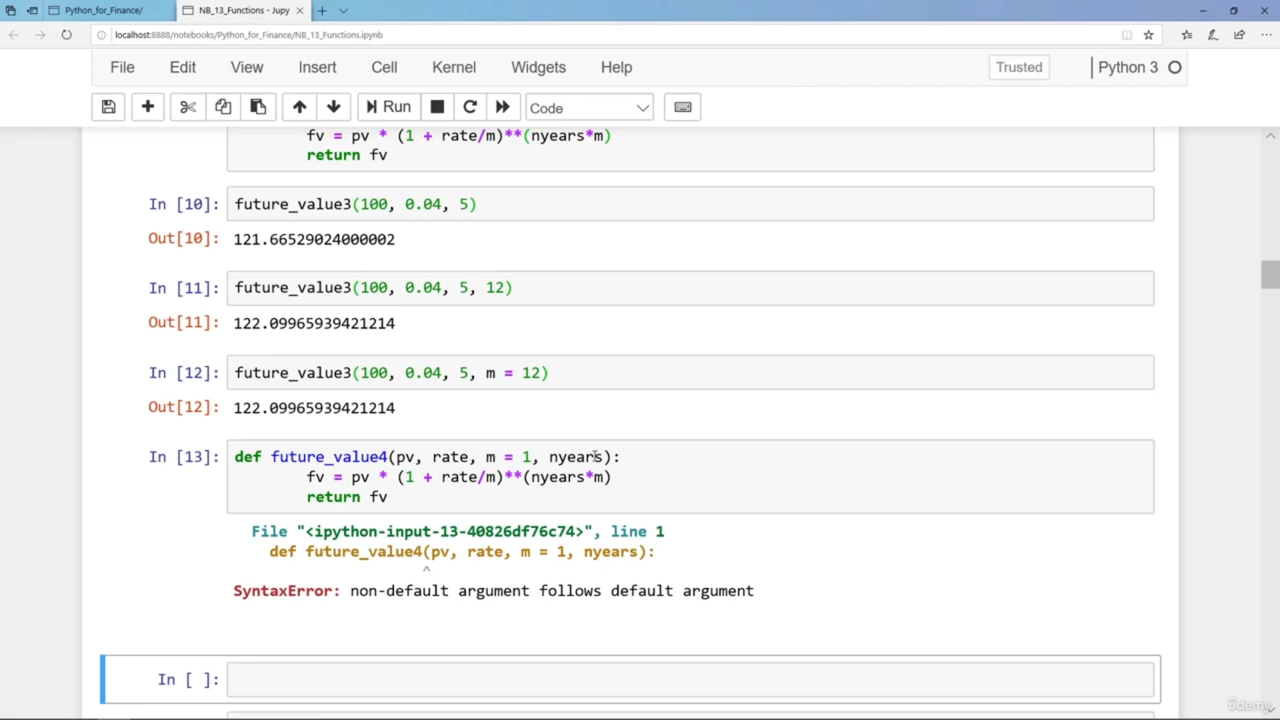 Python_for_Finance/
NB_13_Functions - Jupy
localhost:8888/notebooks/Python_for_Finance/NB_13_Functions.ipynb
File Edit View Insert Cell Kernel Widgets Help Trusted Python 3
Run Code
fv = pv * (1 + rate/m)**(nyears*m)
return fv
In [10]: future_value3(100, 0.04, 5)
Out[10]: 121.66529024000002
In [11]: future_value3(100, 0.04, 5, 12)
Out[11]: 122.09965939421214
In [12]: future_value3(100, 0.04, 5, m = 12)
Out[12]: 122.09965939421214
In [13]: def future_value4(pv, rate, m = 1, nyears):
fv = pv * (1 + rate/m)**(nyears*m)
return fv
File "<ipython-input-13-40826df76c74>", line 1
def future_value4(pv, rate, m = 1, nyears):
^
SyntaxError: non-default argument follows default argument
In [ ]:
ûdemy